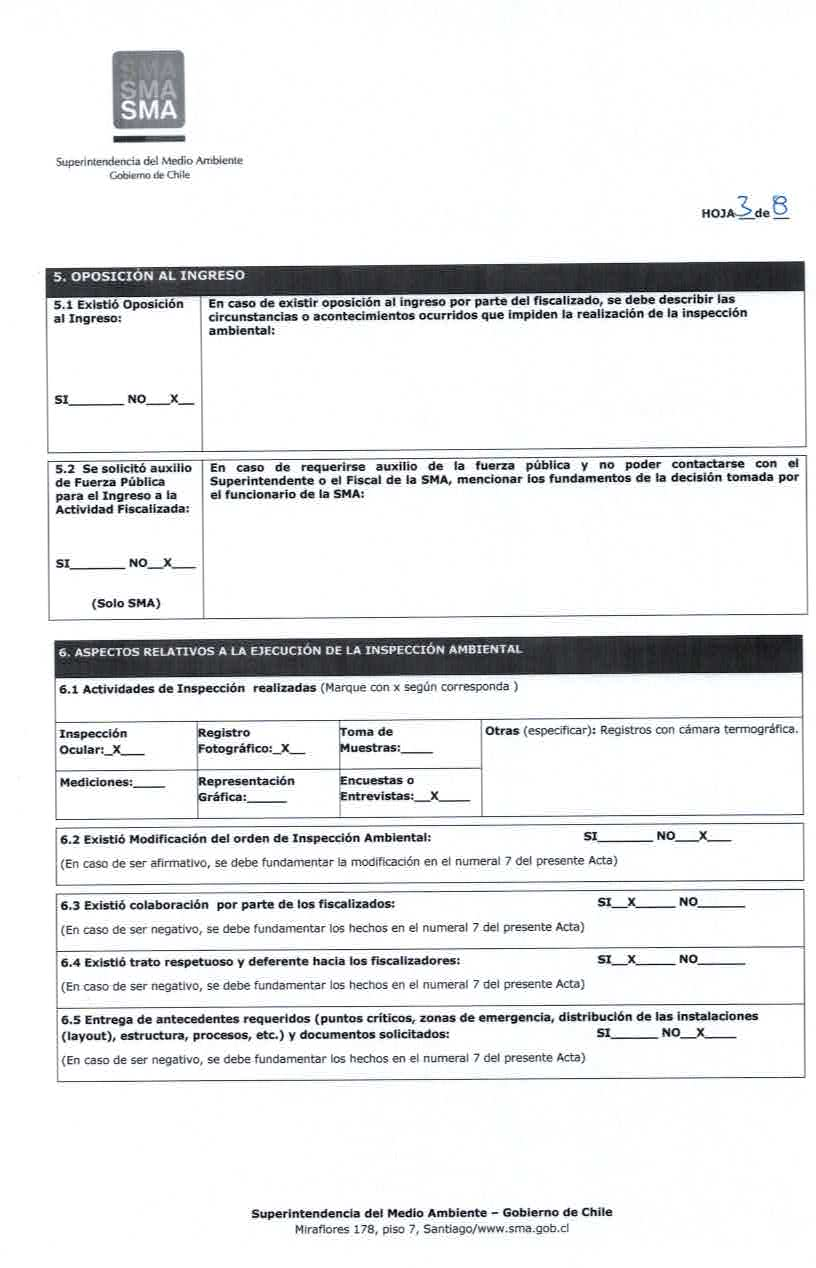 SMA
SMA
SMA
Superintendencia del Medio Ambiente
Gobierno de Chile
HOJA 3 de 8
5. OPOSICIÓN AL INGRESO
5.1 Existió Oposición
al Ingreso:
SI________ NO___X__
En caso de existir oposición al ingreso por parte del fiscalizado, se debe describir las
circunstancias o acontecimientos ocurridos que impiden la realización de la inspección
ambiental:
5.2 Se solicitó auxilio
de Fuerza Pública
para el Ingreso a la
Actividad Fiscalizada:
SI________ NO__X___
(Solo SMA)
En caso de requerirse auxilio de la fuerza pública y no poder contactarse con el
Superintendente o el Fiscal de la SMA, mencionar los fundamentos de la decisión tomada por
el funcionario de la SMA:
6. ASPECTOS RELATIVOS A LA EJECUCIÓN DE LA INSPECCIÓN AMBIENTAL
6.1 Actividades de Inspección realizadas (Marque con x según corresponda )
Inspección
Ocular:_X___
Registro
Fotográfico:_X__
Toma de
Muestras:____
Otras (especificar): Registros con cámara termográfica.
Mediciones:____
Representación
Gráfica:_____
Encuestas o
Entrevistas:__X____
6.2 Existió Modificación del orden de Inspección Ambiental: SI________ NO___X___
(En caso de ser afirmativo, se debe fundamentar la modificación en el numeral 7 del presente Acta)
6.3 Existió colaboración por parte de los fiscalizados: SI__X_____ NO______
(En caso de ser negativo, se debe fundamentar los hechos en el numeral 7 del presente Acta)
6.4 Existió trato respetuoso y deferente hacia los fiscalizadores: SI__X_____ NO______
(En caso de ser negativo, se debe fundamentar los hechos en el numeral 7 del presente Acta)
6.5 Entrega de antecedentes requeridos (puntos críticos, zonas de emergencia, distribución de las instalaciones
(layout), estructura, procesos, etc.) y documentos solicitados: SI______ NO__X____
(En caso de ser negativo, se debe fundamentar los hechos en el numeral 7 del presente Acta)
Superintendencia del Medio Ambiente – Gobierno de Chile
Miraflores 178, piso 7, Santiago/www.sma.gob.cl